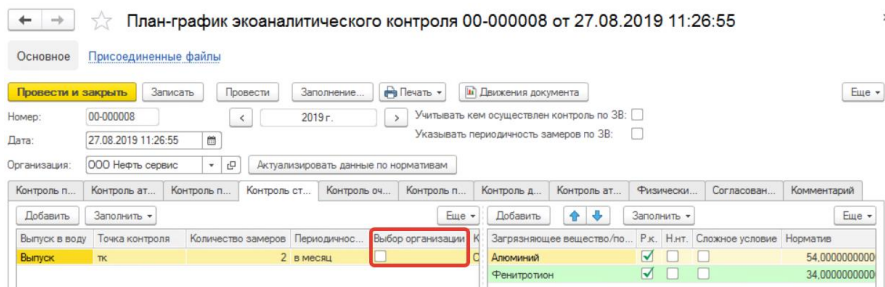 План-график экоаналитического контроля 00-000008 от 27.08.2019 11:26:55
Основное Присоединенные файлы
Провести и закрыть Записать Провести Заполнение... Печать Движения документа Еще
Номер: 00-000008 < 2019 г. > Учитывать кем осуществлен контроль по ЗВ:
Дата: 27.08.2019 11:26:55 Указывать периодичность замеров по ЗВ:
Организация: ООО Нефть сервис Актуализировать данные по нормативам
Контроль п... Контроль ат... Контроль п... Контроль ст... Контроль оч... Контроль п... Контроль д... Контроль ат... Физически... Согласован... Комментарий
Добавить Заполнить Еще Добавить Заполнить Еще
Выпуск в воду Точка контроля Количество замеров Периодичнос... Выбор организации К Загрязняющее вещество/по... Р.к. Н.нт. Сложное условие Норматив
Выпуск тк 2 в месяц С Алюминий 54,0000000000
Фенитротион 34,0000000000